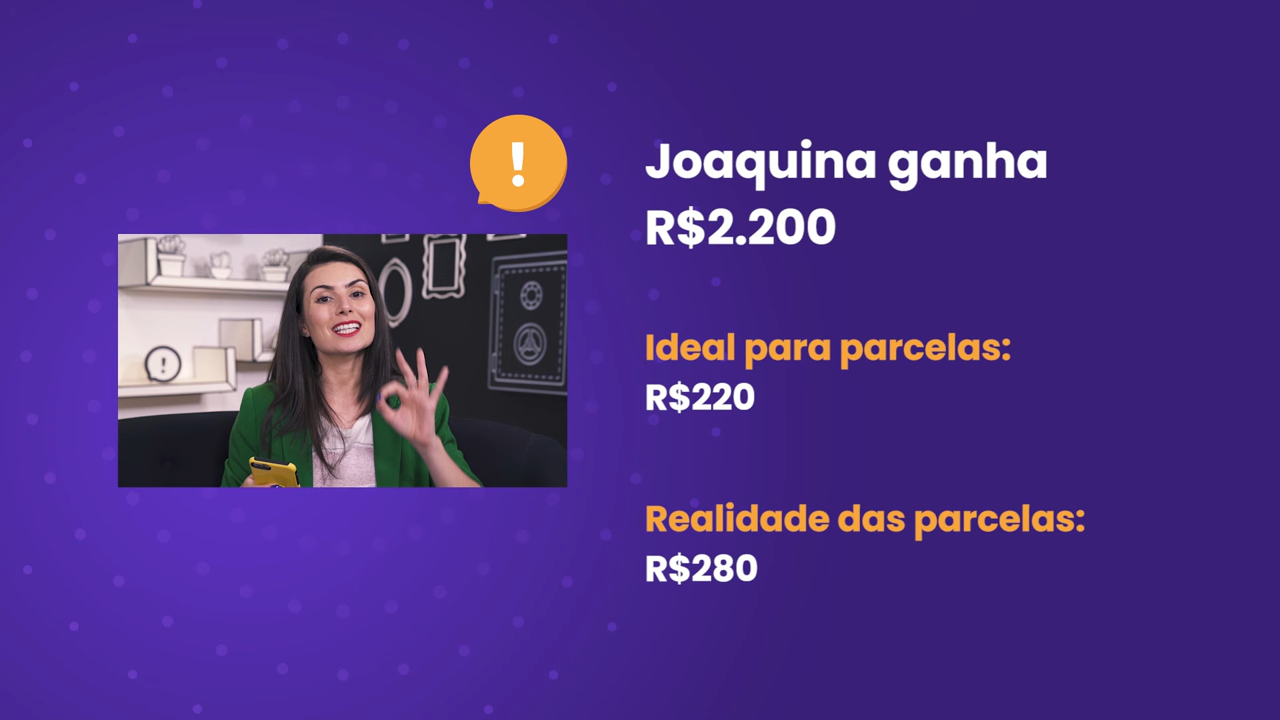 !
Joaquina ganha
R$2.200
Ideal para parcelas:
R$220
Realidade das parcelas:
R$280
!